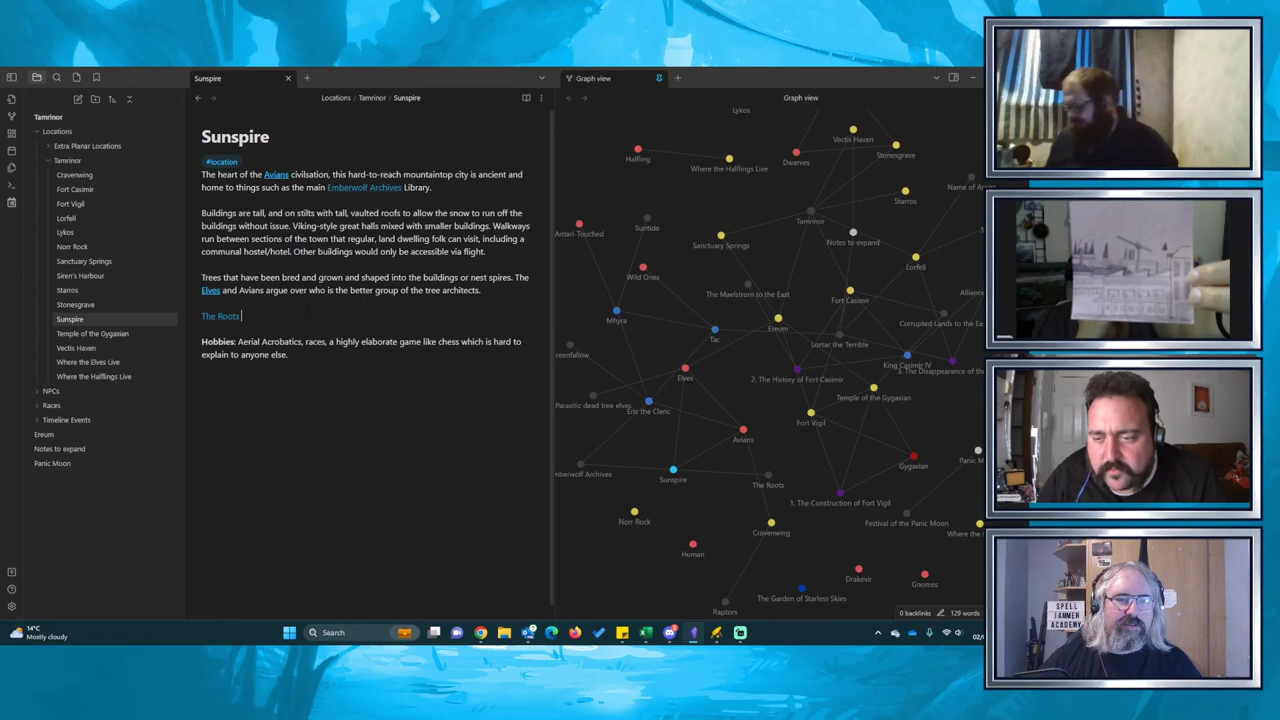 Sunspire
Graph view
Locations / Tamrinor / Sunspire
Graph view
Tamrinor
Locations
Extra Planar Locations
Tamrinor
Cravenwing
Fort Casimir
Fort Vigil
Lorfell
Lykos
Norr Rock
Sanctuary Springs
Siren's Harbour
Starros
Stonesgrave
Sunspire
Temple of the Gygaxian
Vectis Haven
Where the Elves Live
Where the Halflings Live
NPCs
Races
Timeline Events
Ereum
Notes to expand
Panic Moon
Sunspire
#location
The heart of the Avians civilsation, this hard-to-reach mountaintop city is ancient and
home to things such as the main Emberwolf Archives Library.
Buildings are tall, and on stilts with tall, vaulted roofs to allow the snow to run off the
buildings without issue. Viking-style great halls mixed with smaller buildings. Walkways
run between sections of the town that regular, land dwelling folk can visit, including a
communal hostel/hotel. Other buildings would only be accessible via flight.
Trees that have been bred and grown and shaped into the buildings or nest spires. The
Elves and Avians argue over who is the better group of the tree architects.
The Roots
Hobbies: Aerial Acrobatics, races, a highly elaborate game like chess which is hard to
explain to anyone else.
Lykos
Vectis Haven
Halfling
Dwarves
Stonesgrave
Where the Halflings Live
Name of
Starros
Tamrinor
Antari-Touched
Suntide
Sanctuary Springs
Notes to expand
Wild Ones
Lorfell
The Maelstrom to the East
Fort Casimir
Alliance
Mhyra
Ereum
Corrupted Lands to the
Tac
Lortac the Terrible
reenfallow
King Casimir IV
3. The Disappearance of the
Elves
2. The History of Fort Casimir
Temple of the Gygaxian
Parasitic dead tree elves
Eric the Cleric
Fort Vigil
Avians
Gygaxian
Panic M
mberwolf Archives
Sunspire
The Roots
1. The Construction of Fort Vigil
Norr Rock
Festival of the Panic Moon
Cravenwing
Where the
Human
Drakevir
Gnomes
The Garden of Starless Skies
Raptors
0 backlinks
129 words
14°C
Mostly cloudy
Search
02/
SPELL
JAMMER
ACADEMY